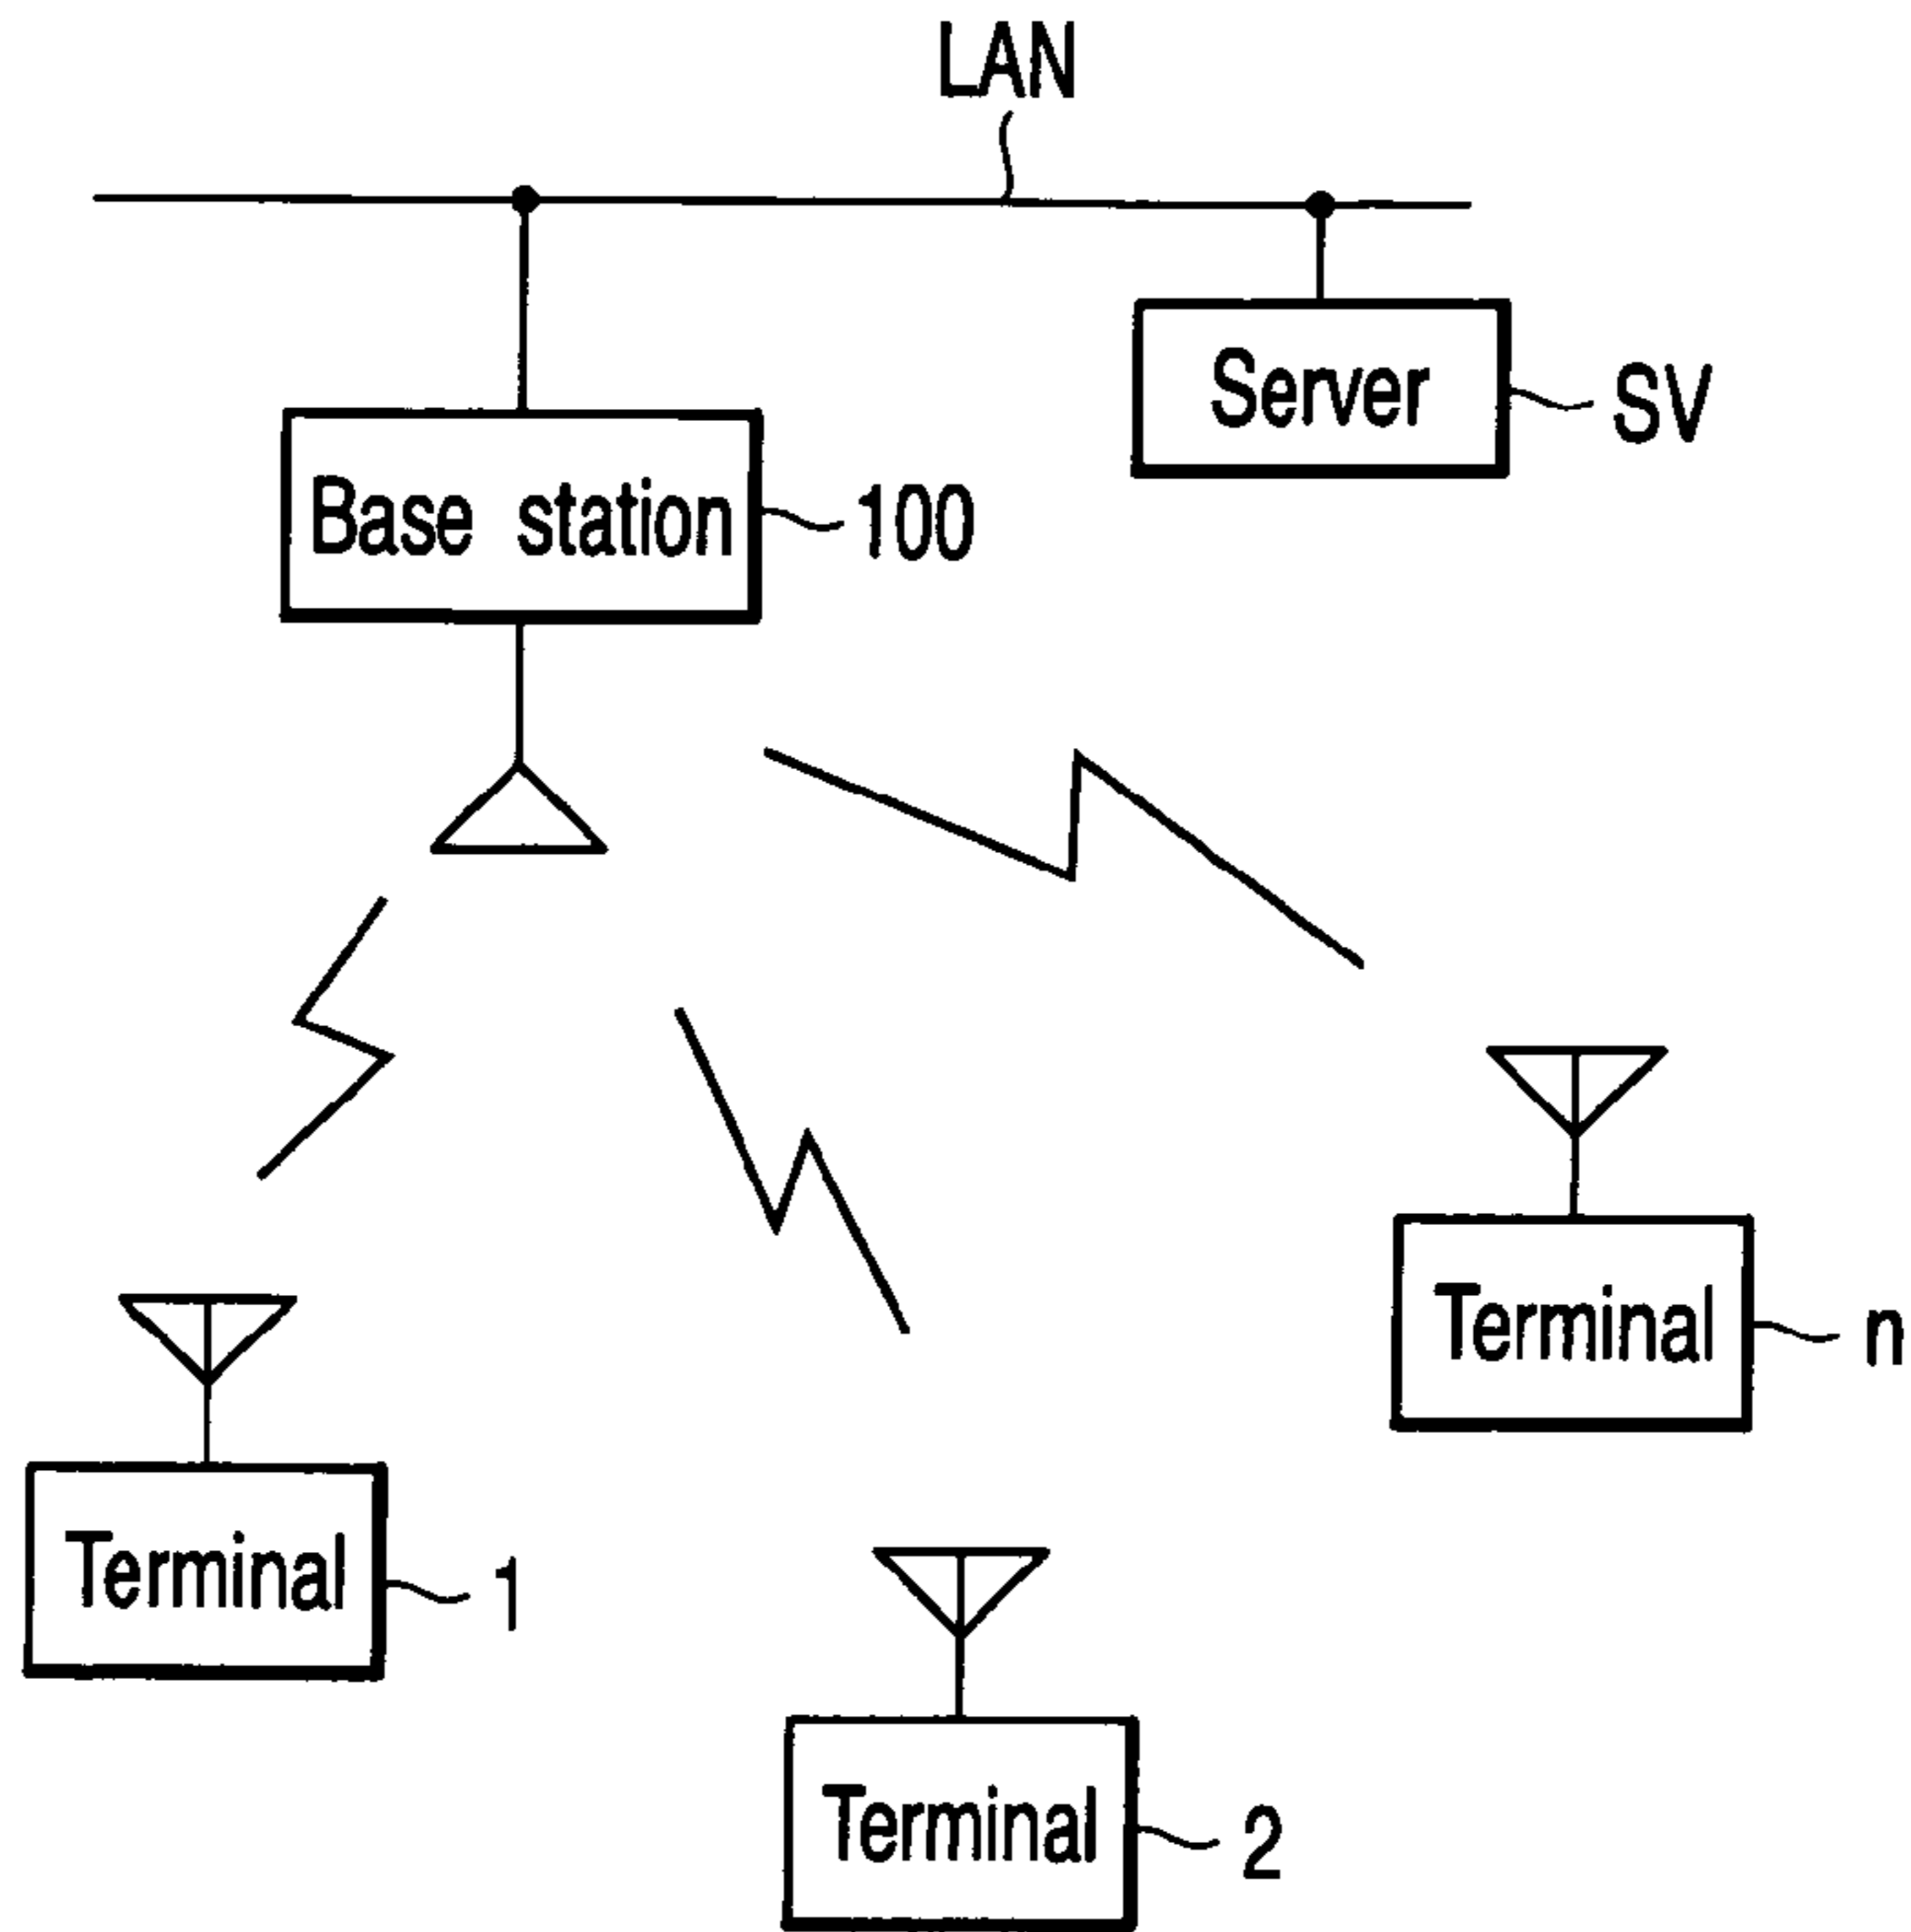 LAN
Server
SV
Base station
100
Terminal
n
Terminal
1
Terminal
2